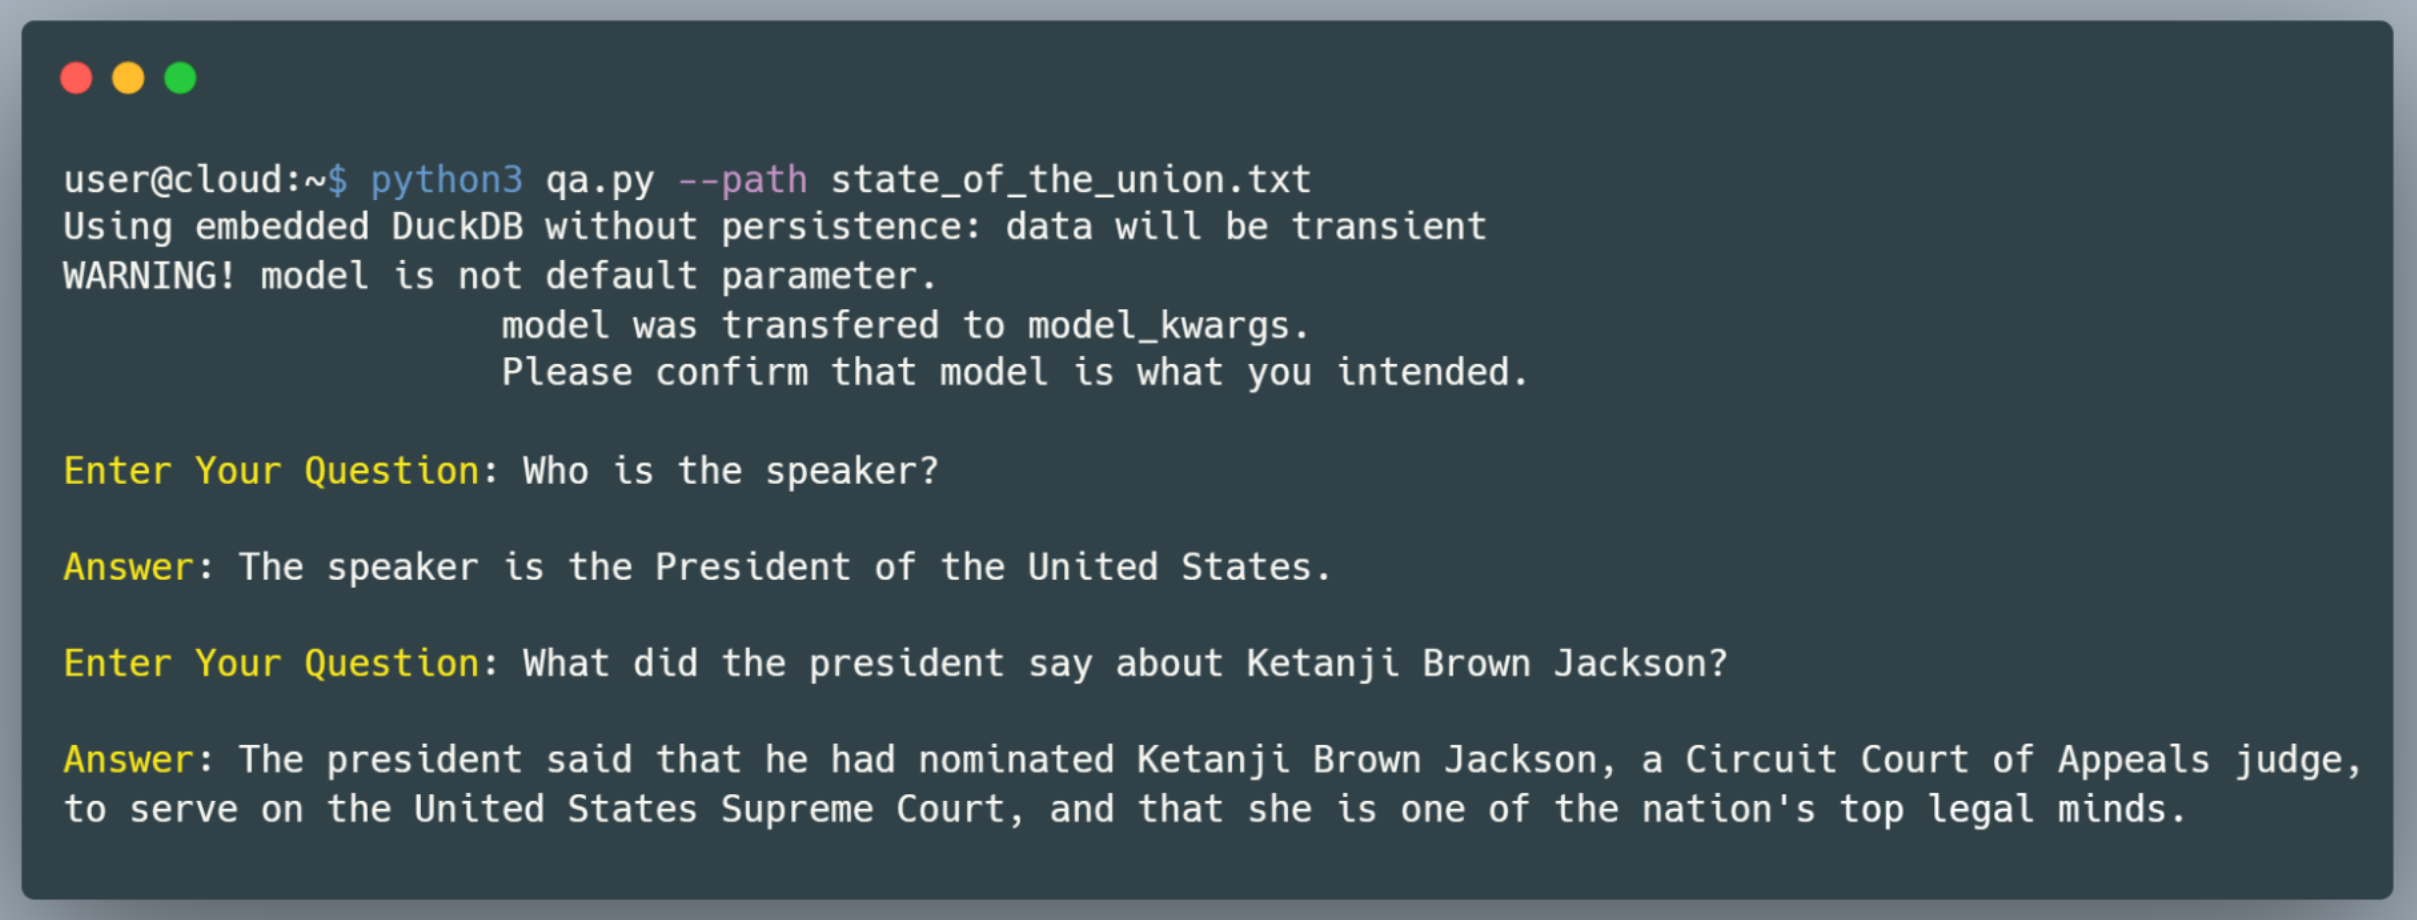 user@cloud:~$ python3 qa.py --path state_of_the_union.txt
Using embedded DuckDB without persistence: data will be transient
WARNING! model is not default parameter.
                    model was transfered to model_kwargs.
                    Please confirm that model is what you intended.

Enter Your Question: Who is the speaker?

Answer: The speaker is the President of the United States.

Enter Your Question: What did the president say about Ketanji Brown Jackson?

Answer: The president said that he had nominated Ketanji Brown Jackson, a Circuit Court of Appeals judge,
to serve on the United States Supreme Court, and that she is one of the nation's top legal minds.